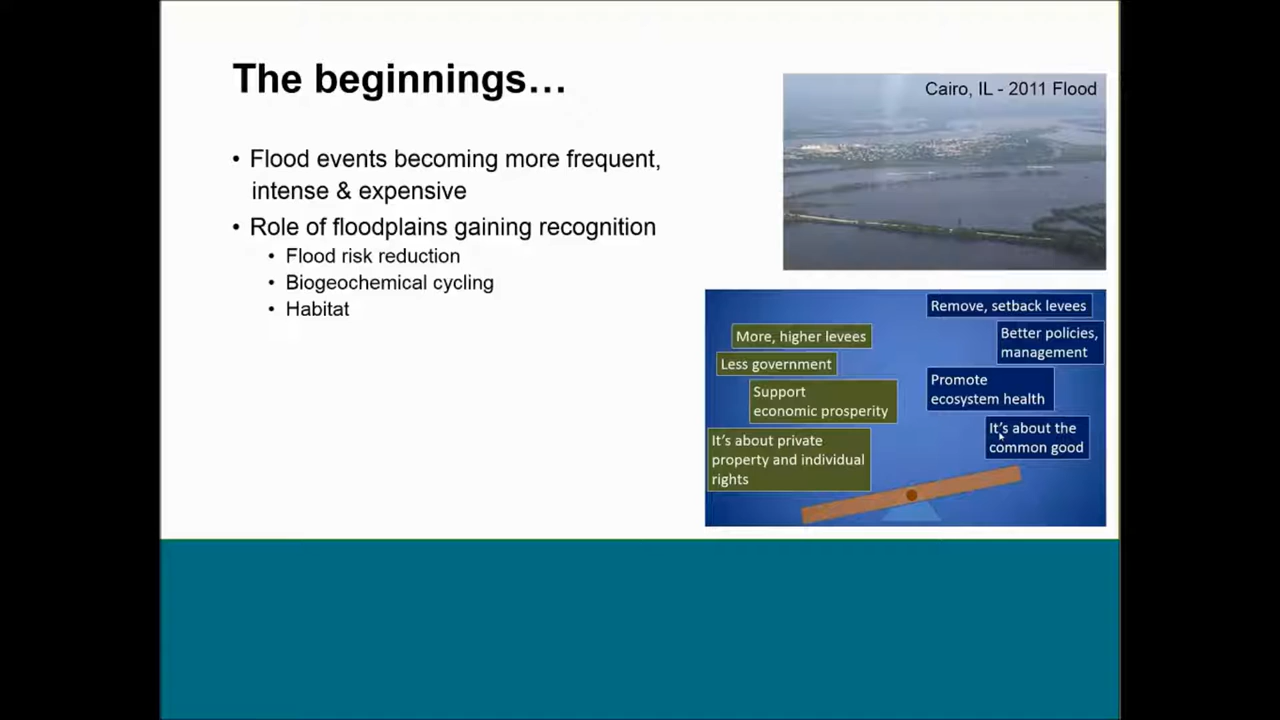 The beginnings…
• Flood events becoming more frequent,
intense & expensive
• Role of floodplains gaining recognition
• Flood risk reduction
• Biogeochemical cycling
• Habitat
Cairo, IL - 2011 Flood
More, higher levees
Less government
Support
economic prosperity
It's about private
property and individual
rights
Remove, setback levees
Better policies,
management
Promote
ecosystem health
It's about the
common good